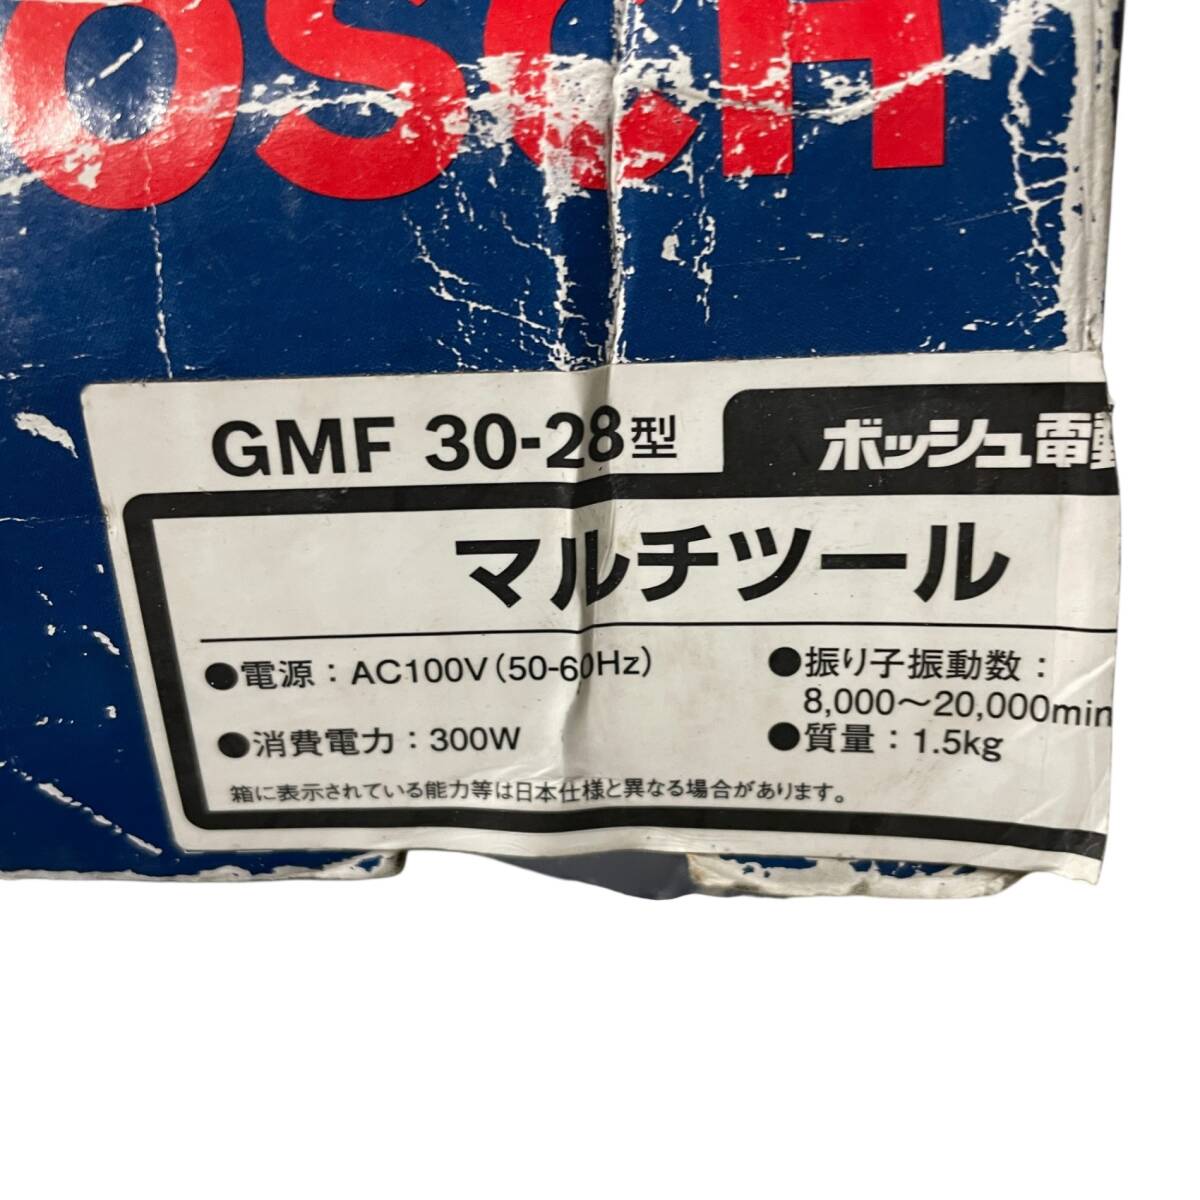 OSCH
GMF 30-28型
ボッシュ電動
マルチツール
●電源：AC100V（50-60Hz）
●消費電力：300W
●振り子振動数：
8,000～20,000min
●質量：1.5kg
箱に表示されている能力等は日本仕様と異なる場合があります。